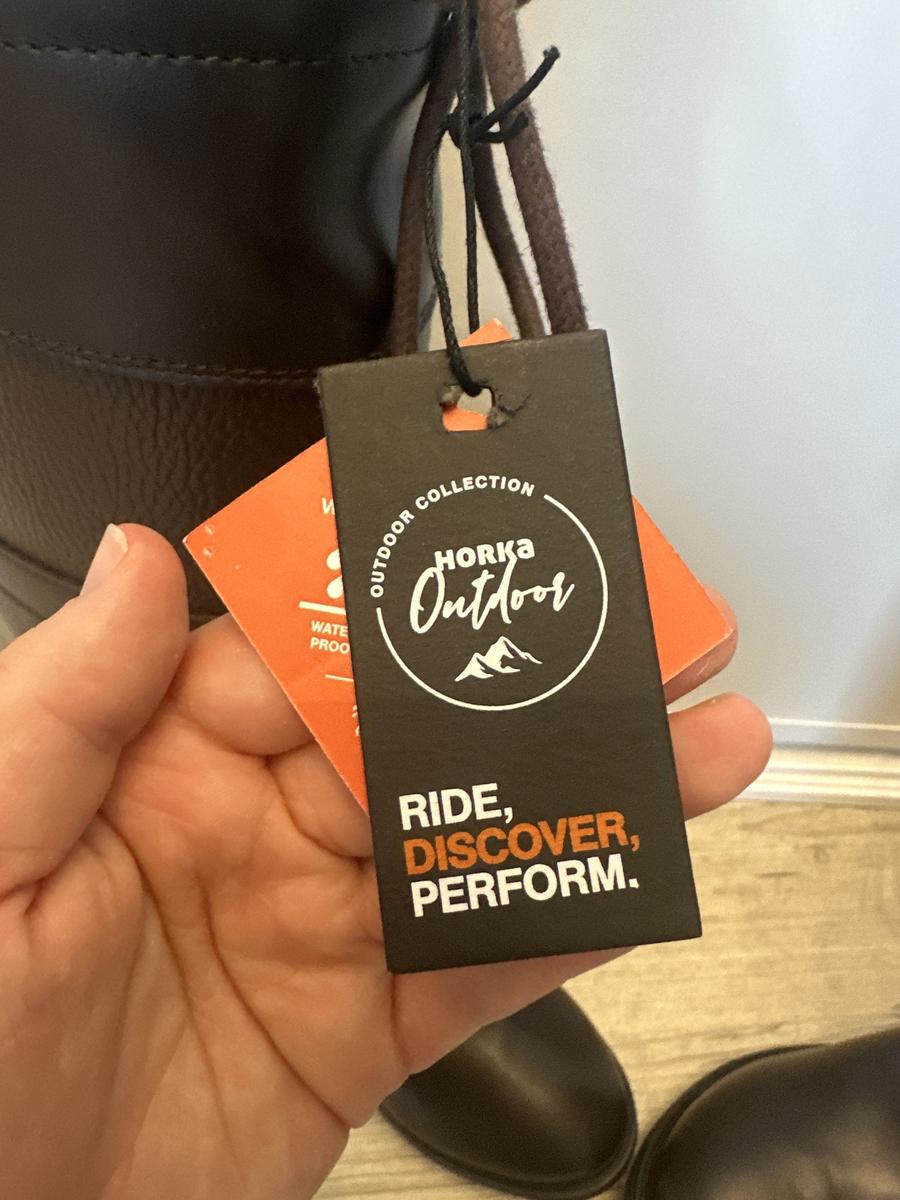 OUTDOOR COLLECTION
HORKa
Outdoor
RIDE,
DISCOVER,
PERFORM.